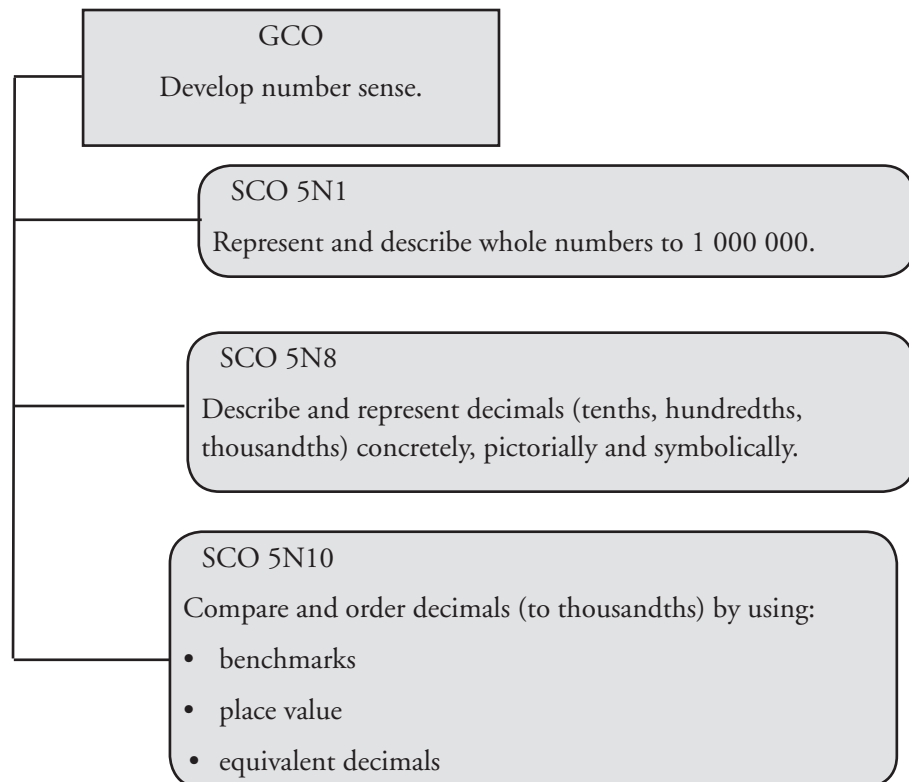 GCO
Develop number sense.
SCO 5N1
Represent and describe whole numbers to 1 000 000.
SCO 5N8
Describe and represent decimals (tenths, hundredths,
thousandths) concretely, pictorially and symbolically.
SCO 5N10
Compare and order decimals (to thousandths) by using:
• benchmarks
• place value
• equivalent decimals